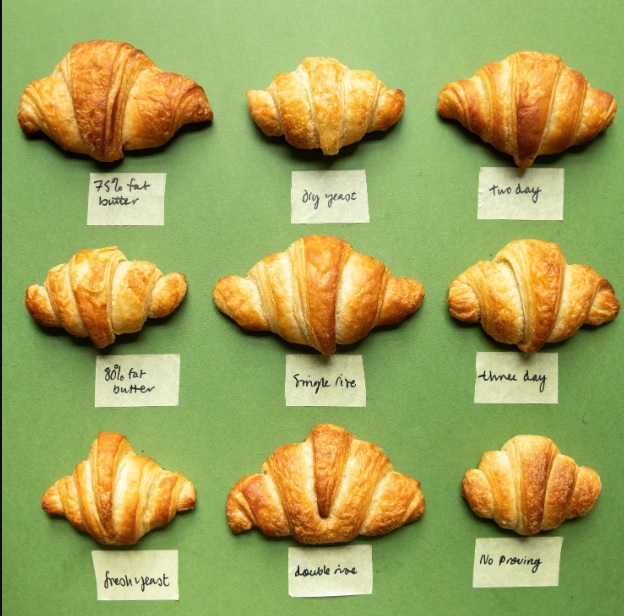 75% fat
butter
dry yeast
two day
80% fat
butter
Single rise
three day
fresh yeast
double rise
No Proving